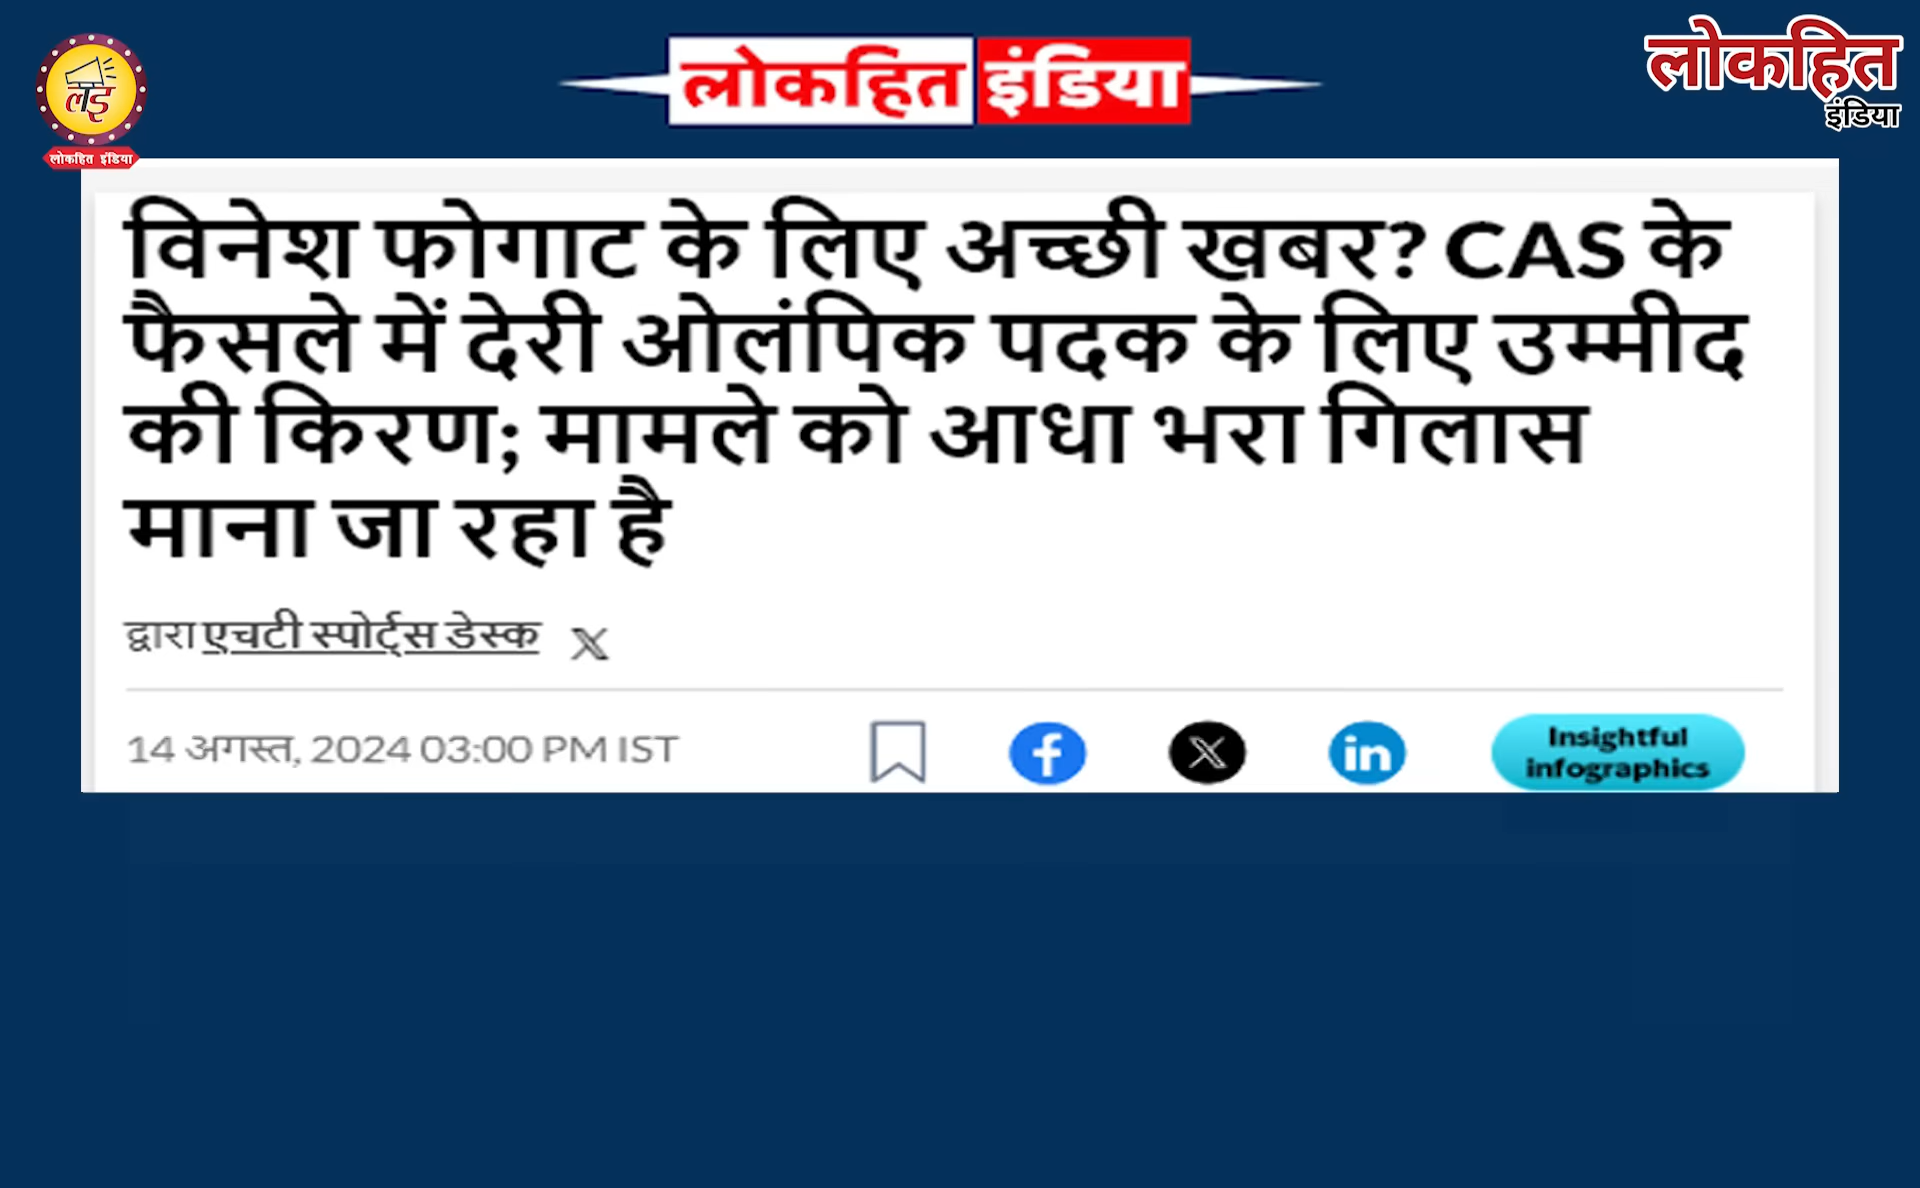 लोकहित इंडिया
लोकहित
इंडिया
लइ
लोकहित इंडिया
विनेश फोगाट के लिए अच्छी खबर? CAS के
फैसले में देरी ओलंपिक पदक के लिए उम्मीद
की किरण; मामले को आधा भरा गिलास
माना जा रहा है
द्वारा एचटी स्पोर्ट्स डेस्क
14 अगस्त, 2024 03:00 PM IST
Insightful
infographics